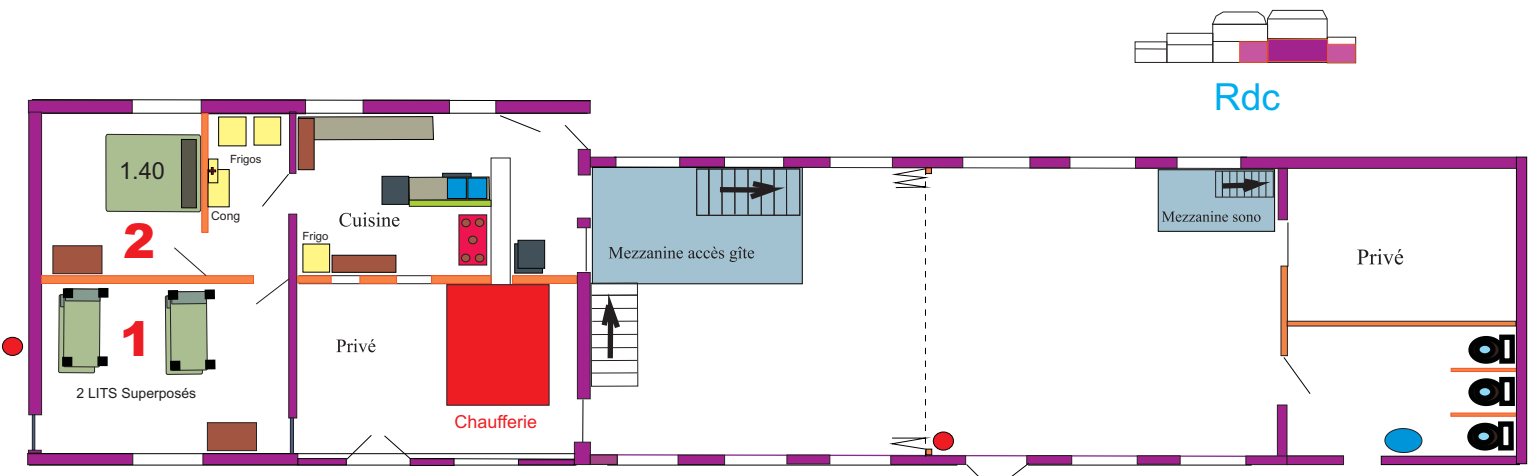 Rdc
1.40
Frigos
Cong
2
Cuisine
Frigo
Mezzanine accès gîte
Mezzanine sono
Privé
1
2 LITS Superposés
Privé
Chaufferie